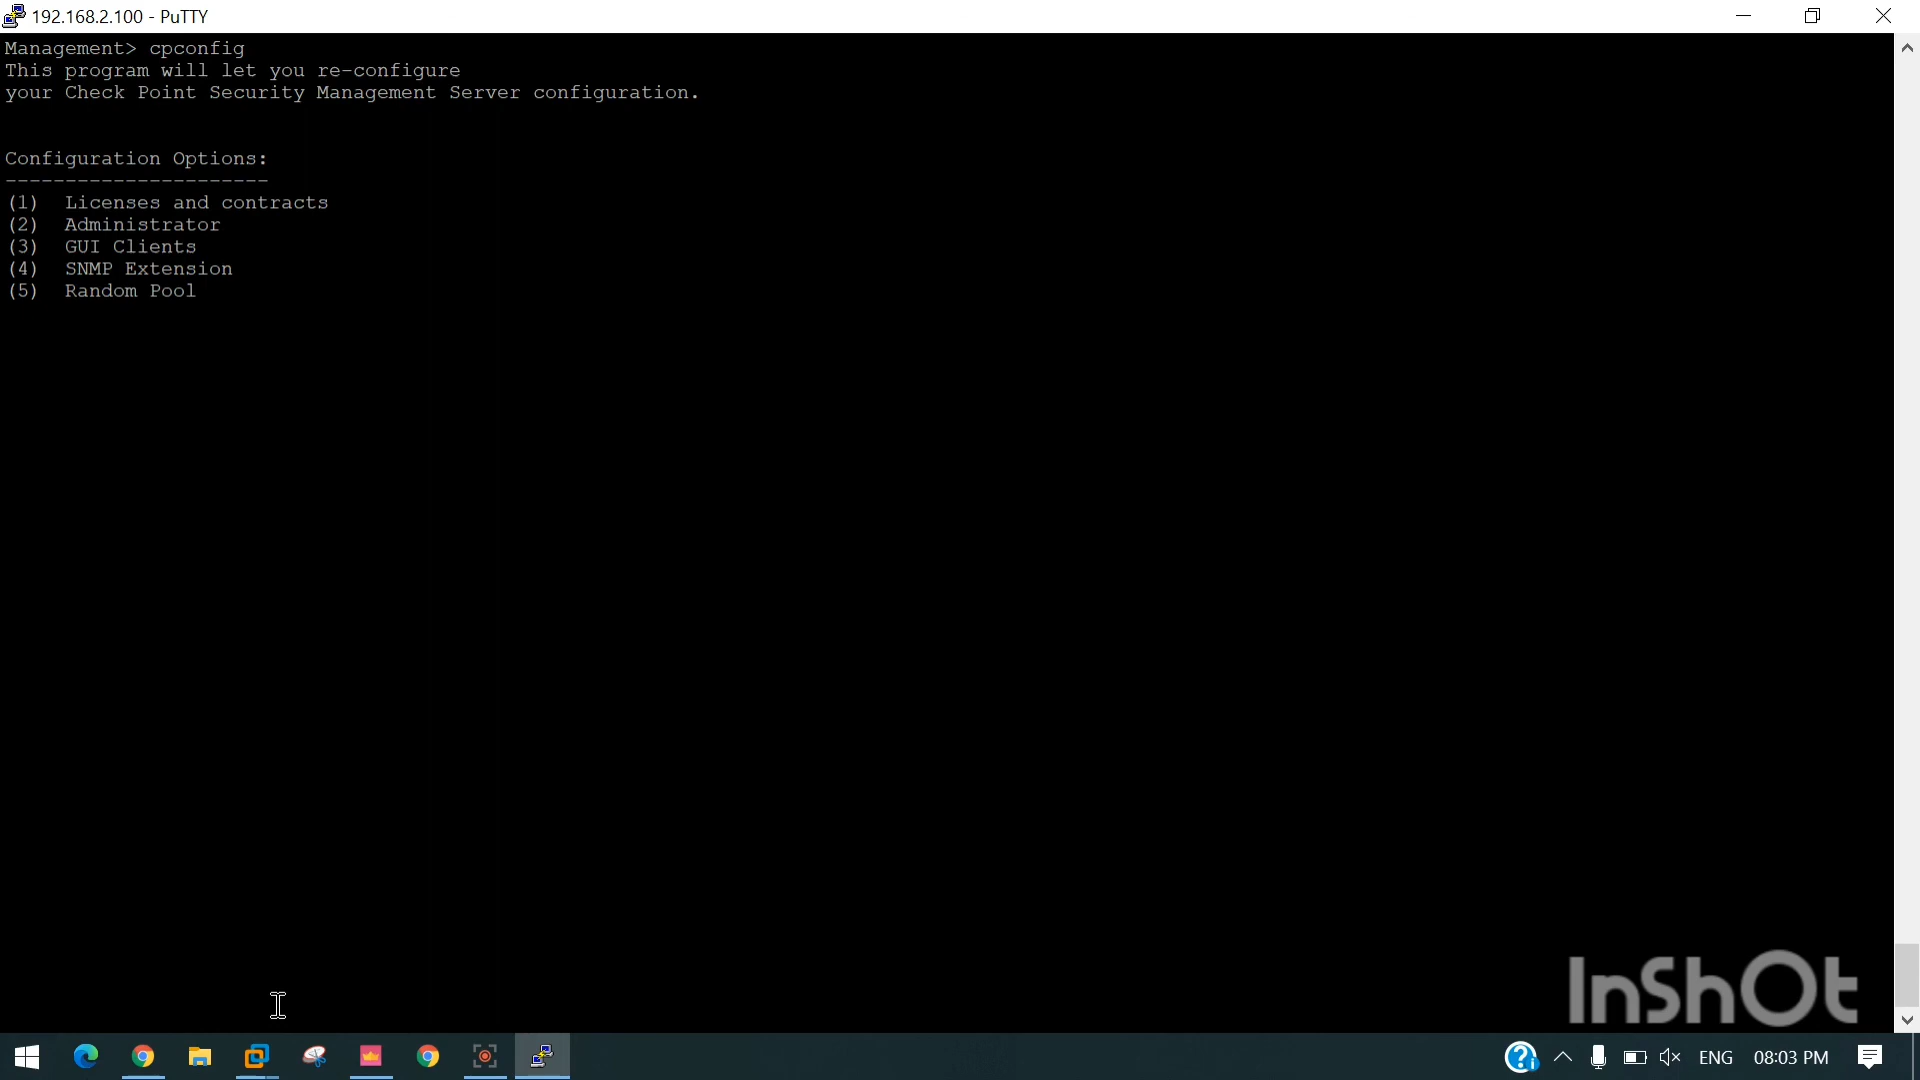 192.168.2.100 - PuTTY
Management> cpconfig
This program will let you re-configure
your Check Point Security Management Server configuration.
Configuration Options:
----------------------
(1) Licenses and contracts
(2) Administrator
(3) GUI Clients
(4) SNMP Extension
(5) Random Pool
InShOt
ENG 08:03 PM